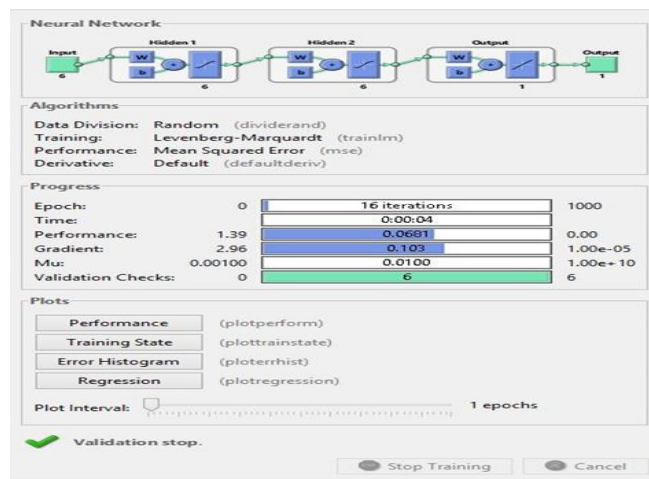 Neural Network
Hidden 1 Hidden 2 Output
Input W b + W b + W b + Output
6 6 6 1 1
Algorithms
Data Division: Random (dividerand)
Training: Levenberg-Marquardt (trainlm)
Performance: Mean Squared Error (mse)
Derivative: Default (defaultderiv)
Progress
Epoch: 0 16 iterations 1000
Time: 0:00:04
Performance: 1.39 0.0681 0.00
Gradient: 2.96 0.103 1.00e-05
Mu: 0.00100 0.0100 1.00e+10
Validation Checks: 0 6 6
Plots
Performance (plotperform)
Training State (plottrainstate)
Error Histogram (ploterrhist)
Regression (plotregression)
Plot Interval: 1 epochs
Validation stop.
Stop Training Cancel